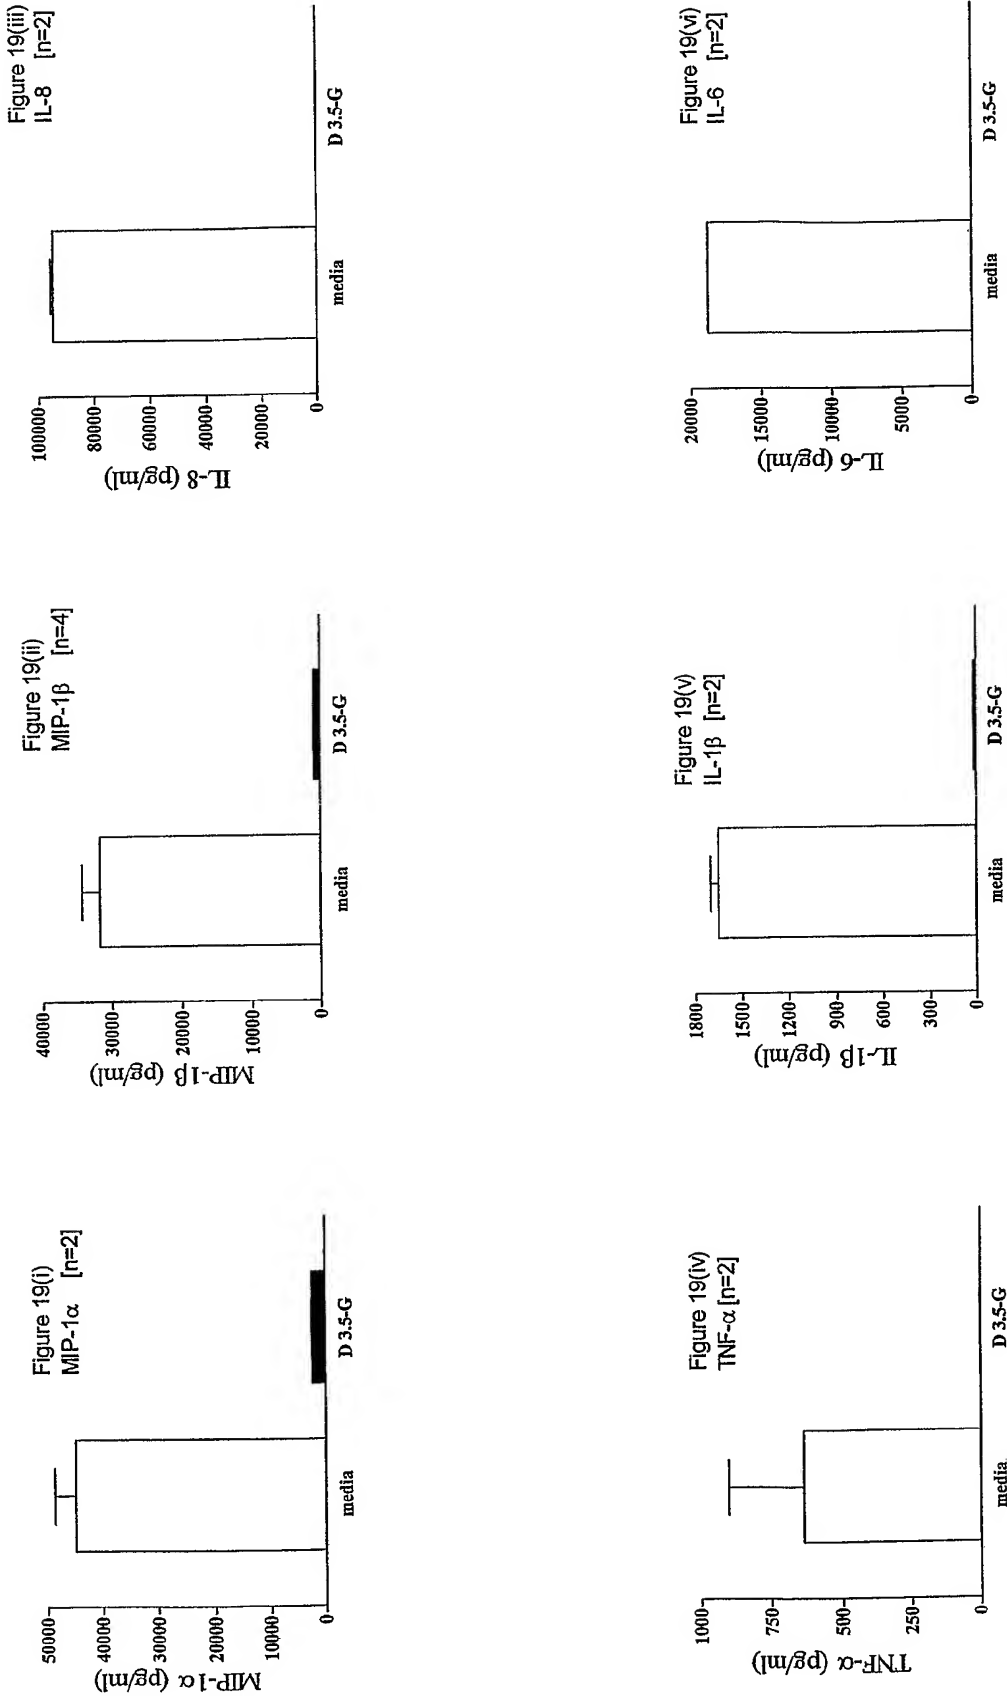 Figure 19(i)
MIP-1α [n=2]
MIP-1α (pg/ml)
50000
40000
30000
20000
10000
0
media
D 3.5-G
Figure 19(ii)
MIP-1β [n=4]
MIP-1β (pg/ml)
40000
30000
20000
10000
0
media
D 3.5-G
Figure 19(iii)
IL-8 [n=2]
IL-8 (pg/ml)
100000
80000
60000
40000
20000
0
media
D 3.5-G
Figure 19(iv)
TNF-α [n=2]
TNF-α (pg/ml)
1000
750
500
250
0
media
D 3.5-G
Figure 19(v)
IL-1β [n=2]
IL-1β (pg/ml)
1800
1500
1200
900
600
300
0
media
D 3.5-G
Figure 19(vi)
IL-6 [n=2]
IL-6 (pg/ml)
20000
15000
10000
5000
0
media
D 3.5-G